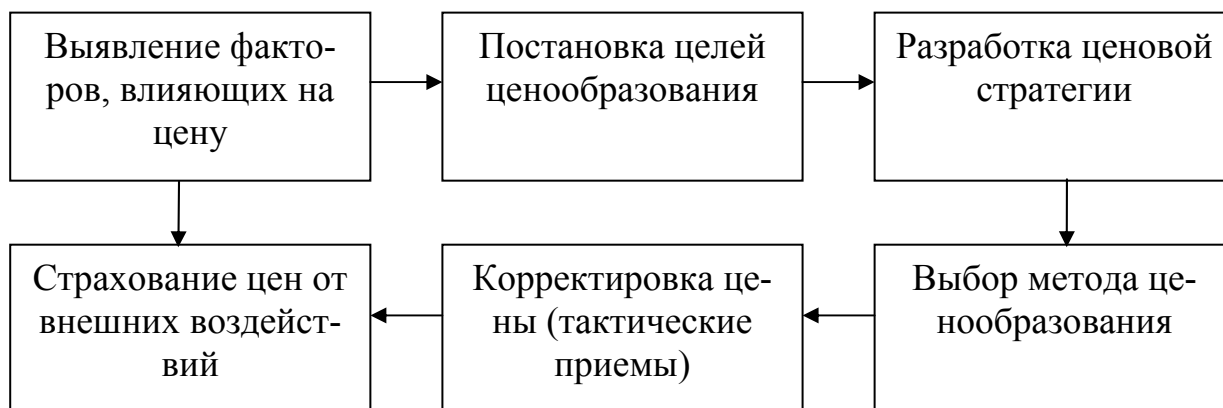 Выявление факто-
ров, влияющих на
цену
Постановка целей
ценообразования
Разработка ценовой
стратегии
Страхование цен от
внешних воздейст-
вий
Корректировка це-
ны (тактические
приемы)
Выбор метода це-
нообразования